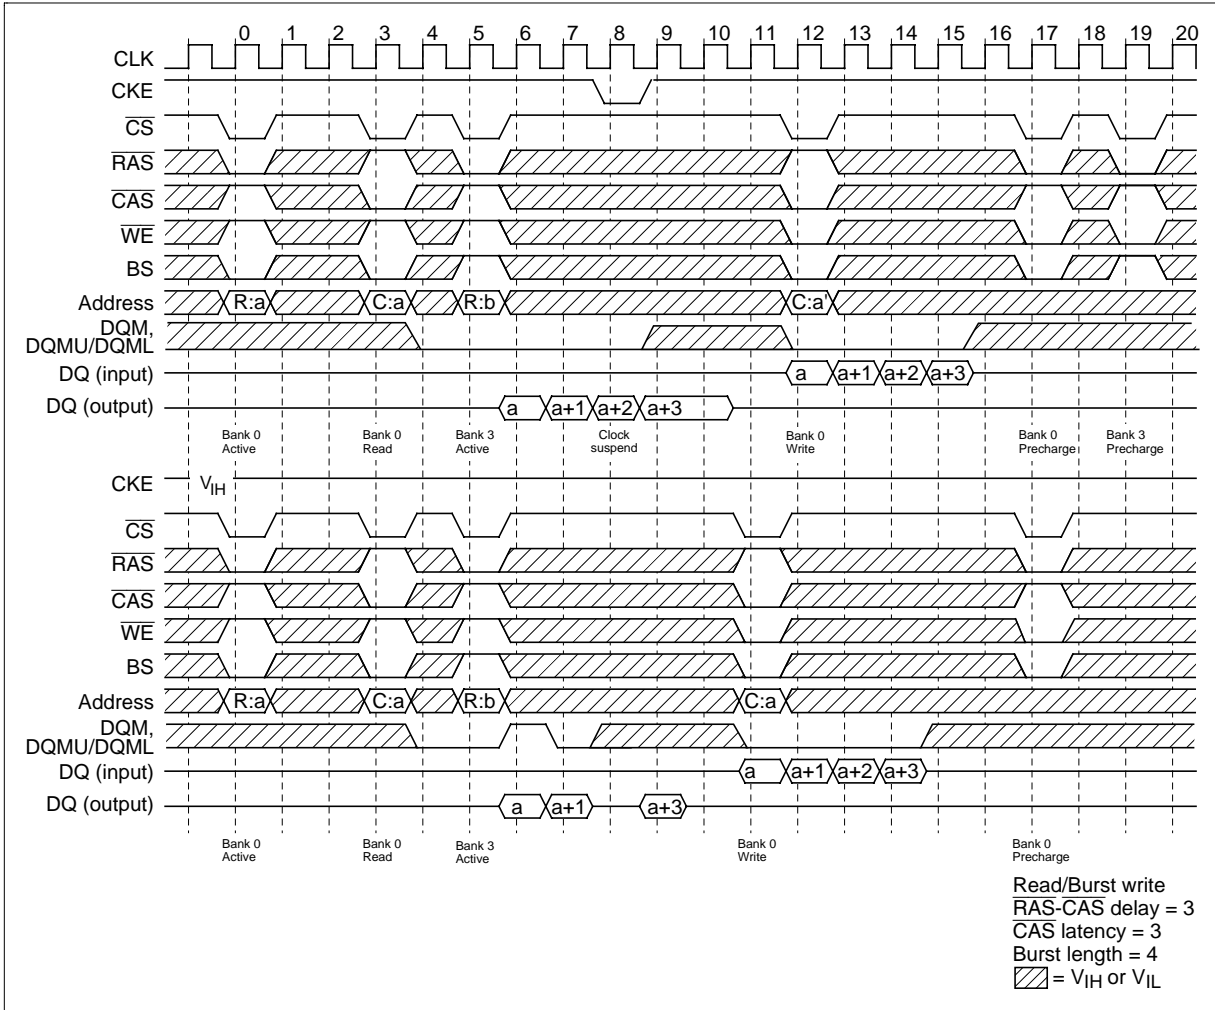 0 1 2 3 4 5 6 7 8 9 10 11 12 13 14 15 16 17 18 19 20
CLK
CKE
CS
RAS
CAS
WE
BS
Address R:a C:a R:b C:a'
DQM,
DQMU/DQML
DQ (input) a a+1 a+2 a+3
DQ (output) a a+1 a+2 a+3
Bank 0 Active
Bank 0 Read
Bank 3 Active
Clock suspend
Bank 0 Write
Bank 0 Precharge
Bank 3 Precharge
CKE VIH
CS
RAS
CAS
WE
BS
Address R:a C:a R:b C:a
DQM,
DQMU/DQML
DQ (input) a a+1 a+2 a+3
DQ (output) a a+1 a+3
Bank 0 Active
Bank 0 Read
Bank 3 Active
Bank 0 Write
Bank 0 Precharge
Read/Burst write
RAS-CAS delay = 3
CAS latency = 3
Burst length = 4
= VIH or VIL